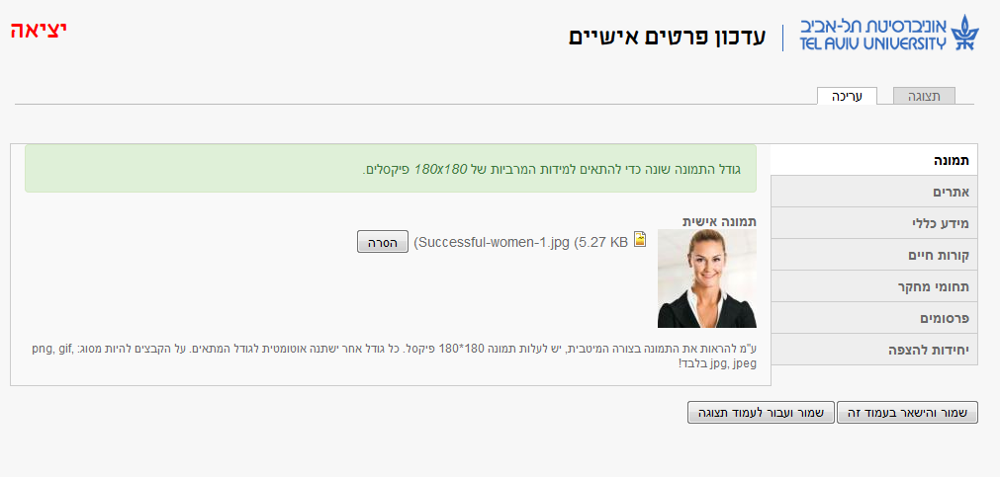 אוניברסיטת תל-אביב
TEL AVIV UNIVERSITY
עדכון פרטים אישיים
יציאה
תצוגה
עריכה
תמונה
אתרים
מידע כללי
קורות חיים
תחומי מחקר
פרסומים
יחידות להצפה
גודל התמונה שונה כדי להתאים למידות המרביות של 180x180 פיקסלים.
תמונה אישית
Successful-women-1.jpg (5.27 KB)
הסרה
ע"מ להראות את התמונה בצורה המיטבית, יש לעלות תמונה 180*180 פיקסל. כל גודל אחר ישתנה אוטומטית לגודל המתאים. על הקבצים להיות מסוג: png, gif,
jpg, jpeg בלבד!
שמור והישאר בעמוד זה
שמור ועבור לעמוד תצוגה